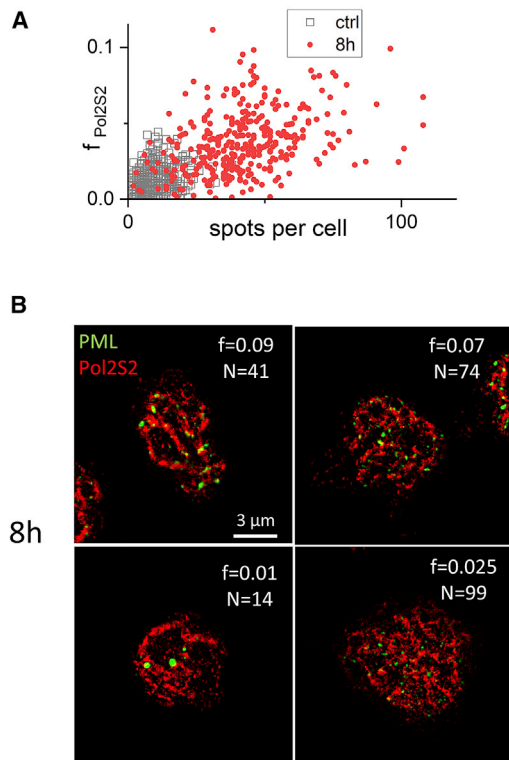 A
ctrl
8h
0.1
f Pol2S2
0.0
0
50
100
spots per cell
B
PML
Pol2S2
f=0.09
N=41
3 μm
f=0.07
N=74
8h
f=0.01
N=14
f=0.025
N=99